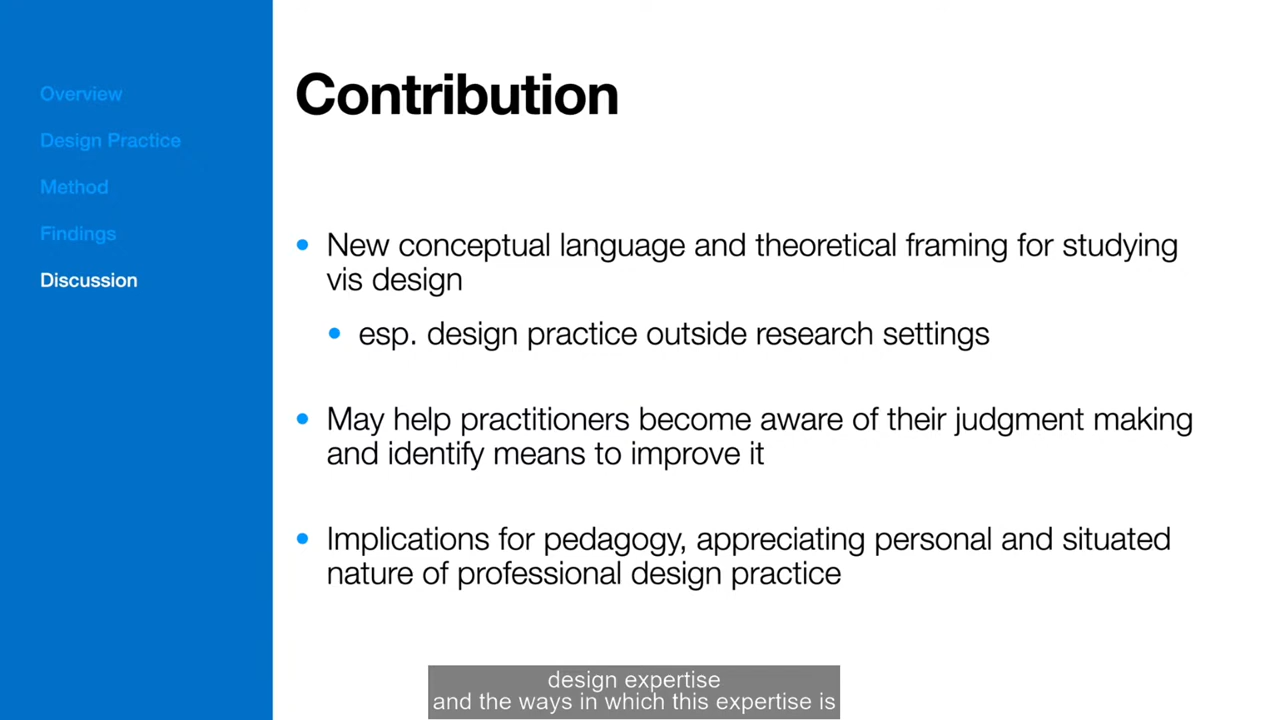 Overview
Design Practice
Method
Findings
Discussion
Contribution
• New conceptual language and theoretical framing for studying
vis design
• esp. design practice outside research settings
• May help practitioners become aware of their judgment making
and identify means to improve it
• Implications for pedagogy, appreciating personal and situated
nature of professional design practice
design expertise
and the ways in which this expertise is